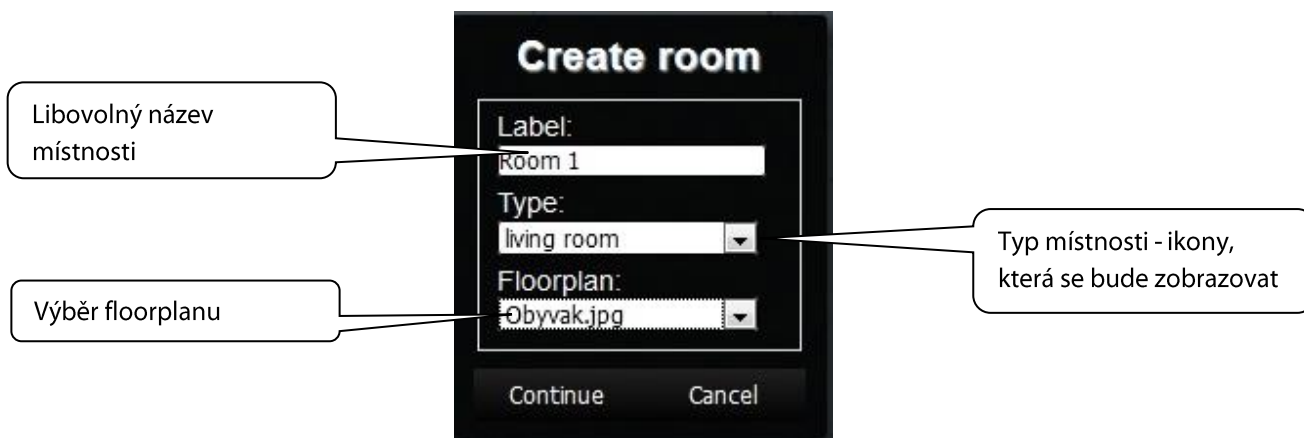 Create room
Libovolný název
místnosti
Label:
Room 1
Type:
living room
Typ místnosti - ikony,
která se bude zobrazovat
Floorplan:
Výběr floorplanu
Obyvak.jpg
Continue
Cancel